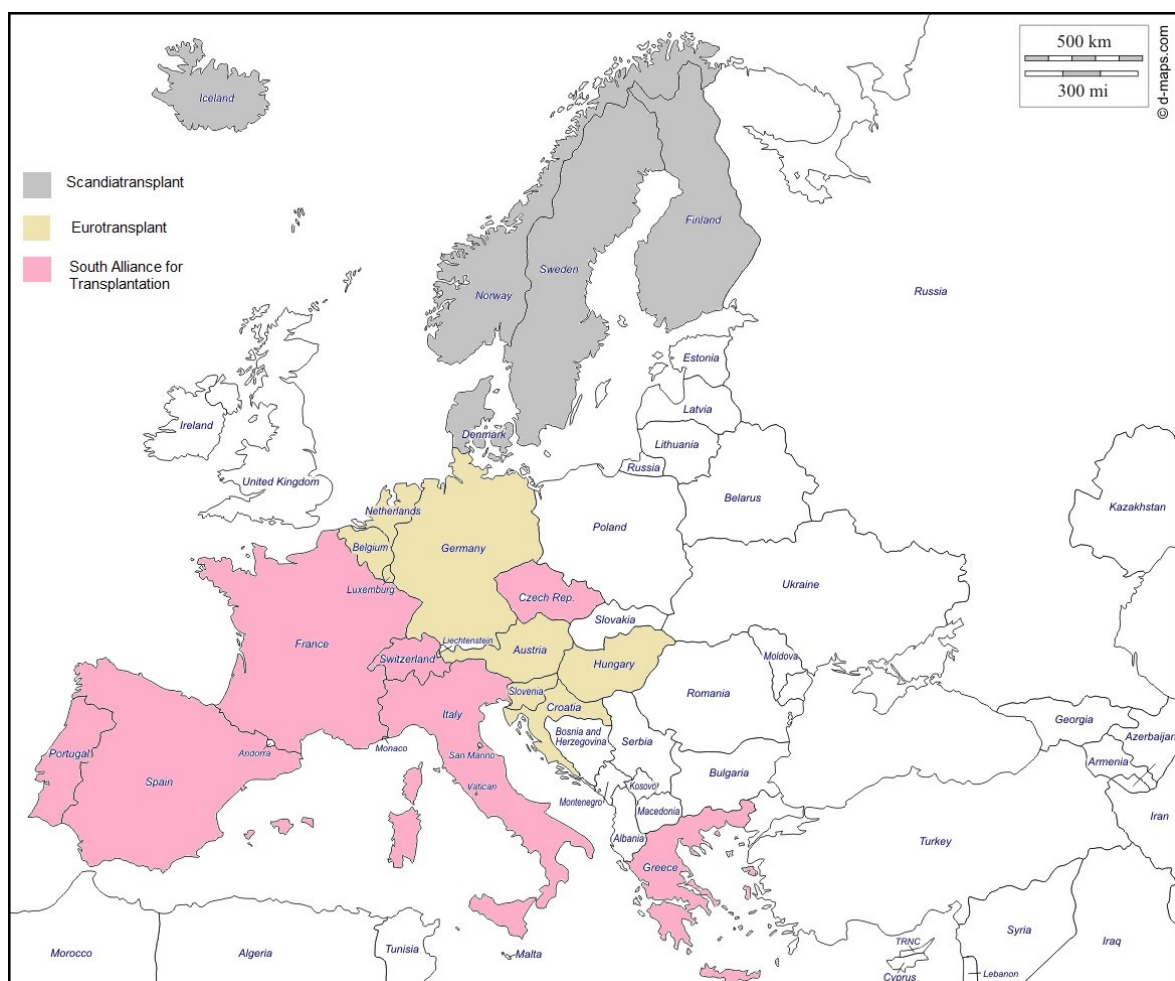 500 km
300 mi
© d-maps.com
Iceland
Scandiatransplant
Eurotransplant
South Alliance for
Transplantation
Finland
Sweden
Norway
Russia
Estonia
Latvia
Ireland
Denmark
Lithuania
Russia
United Kingdom
Belarus
Kazakhstan
Netherlands
Poland
Belgium
Germany
Ukraine
Luxemburg
Czech Rep.
Slovakia
France
Liechtenstein
Austria
Switzerland
Hungary
Moldova
Slovenia
Romania
Croatia
Italy
Georgia
Bosnia and
Herzegovina
Serbia
Azerbaijan
Monaco
Andorra
Portugal
San Marino
Armenia
Spain
Bulgaria
Kosovo
Vatican
Montenegro
Macedonia
Iran
Albania
Turkey
Greece
Syria
TRNC
Iraq
Morocco
Algeria
Tunisia
Malta
Cyprus
Lebanon